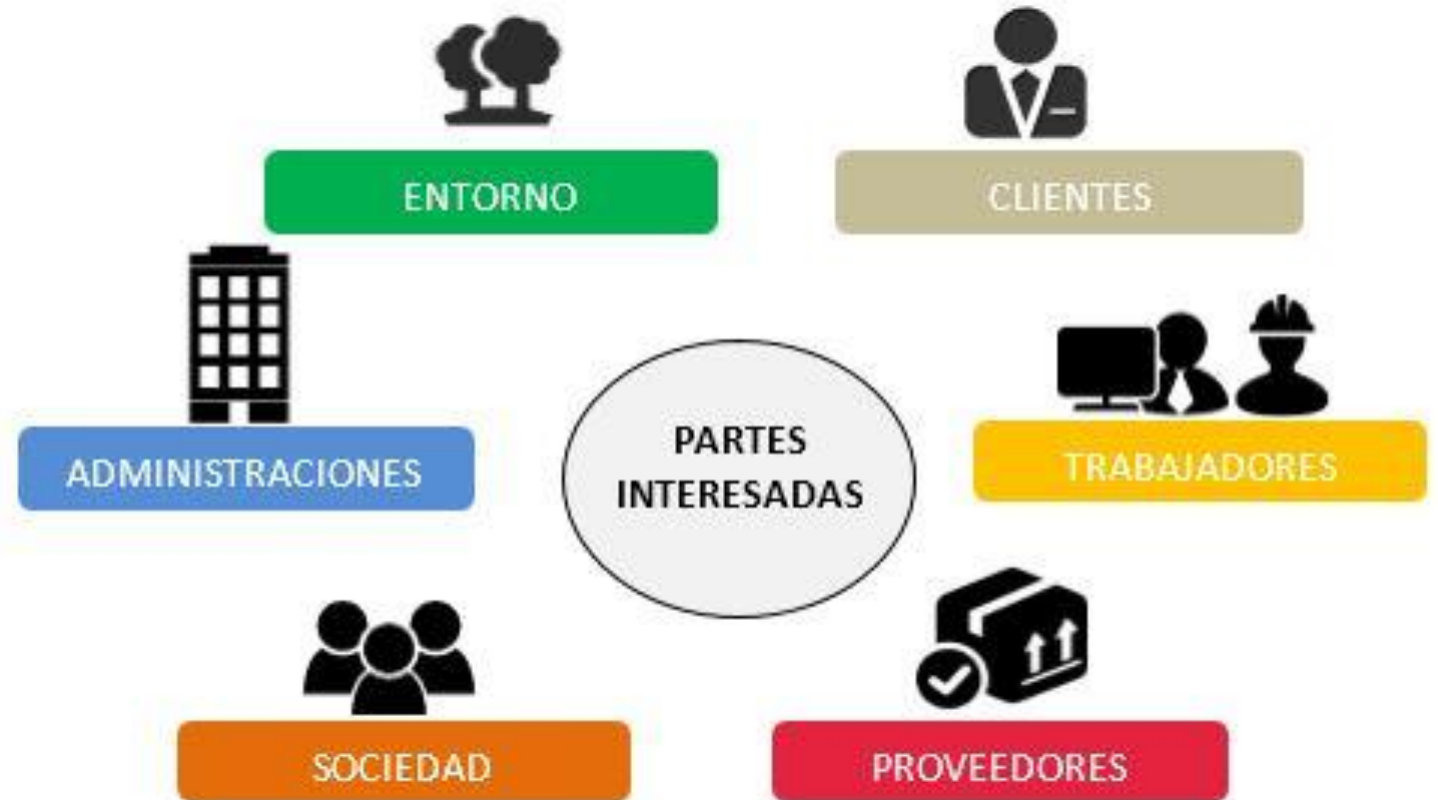 ENTORNO
CLIENTES
ADMINISTRACIONES
PARTES
INTERESADAS
TRABAJADORES
SOCIEDAD
PROVEEDORES